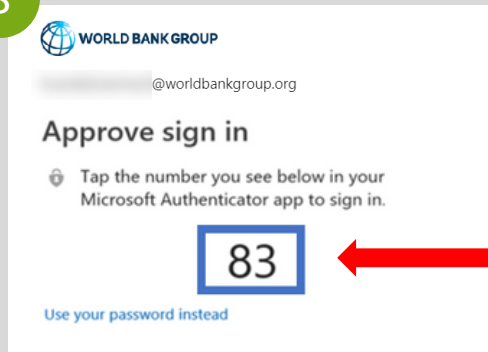 WORLD BANK GROUP
@worldbankgroup.org
Approve sign in
Tap the number you see below in your
Microsoft Authenticator app to sign in.
83
Use your password instead